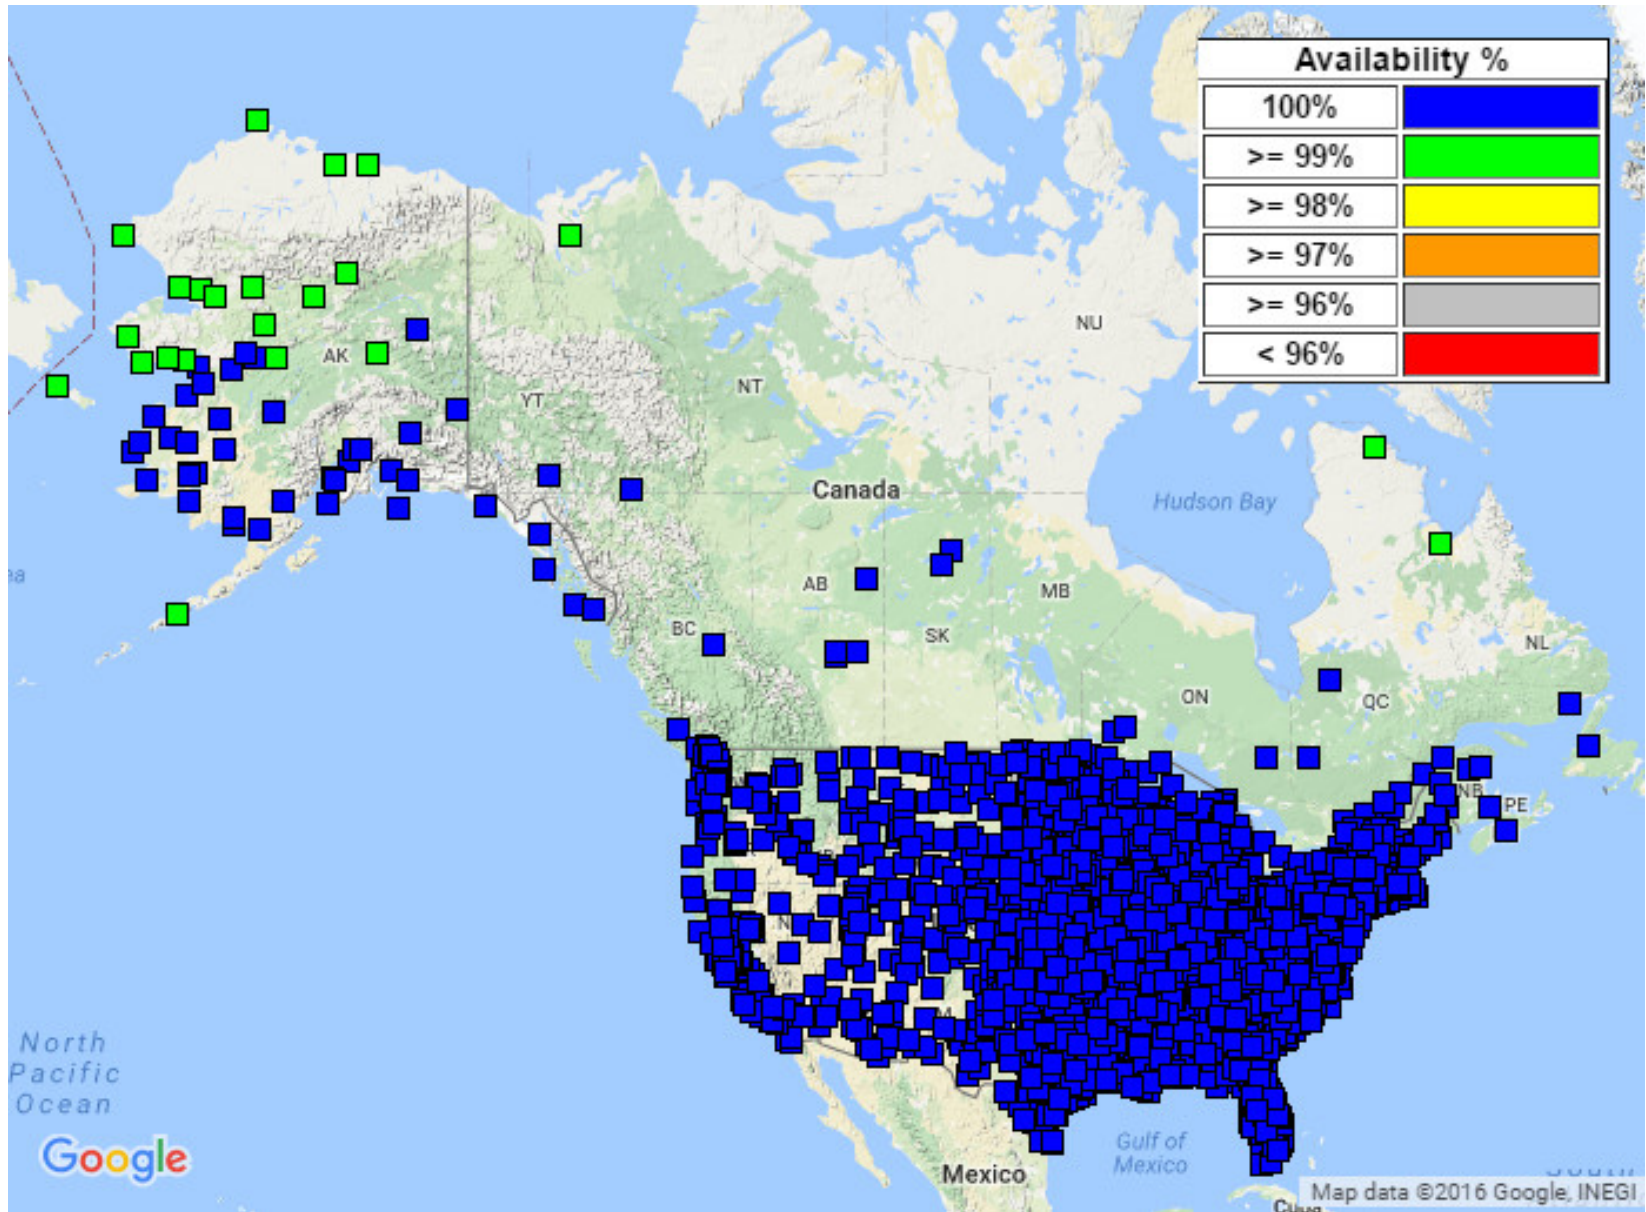 Availability %
100%
>= 99%
>= 98%
>= 97%
>= 96%
< 96%
NU
AK
NT
YT
Canada
Hudson Bay
AB
MB
BC
SK
NL
ON
QC
NB
PE
North
Pacific
Ocean
Google
Gulf of
Mexico
Mexico
Map data ©2016 Google, INEGI